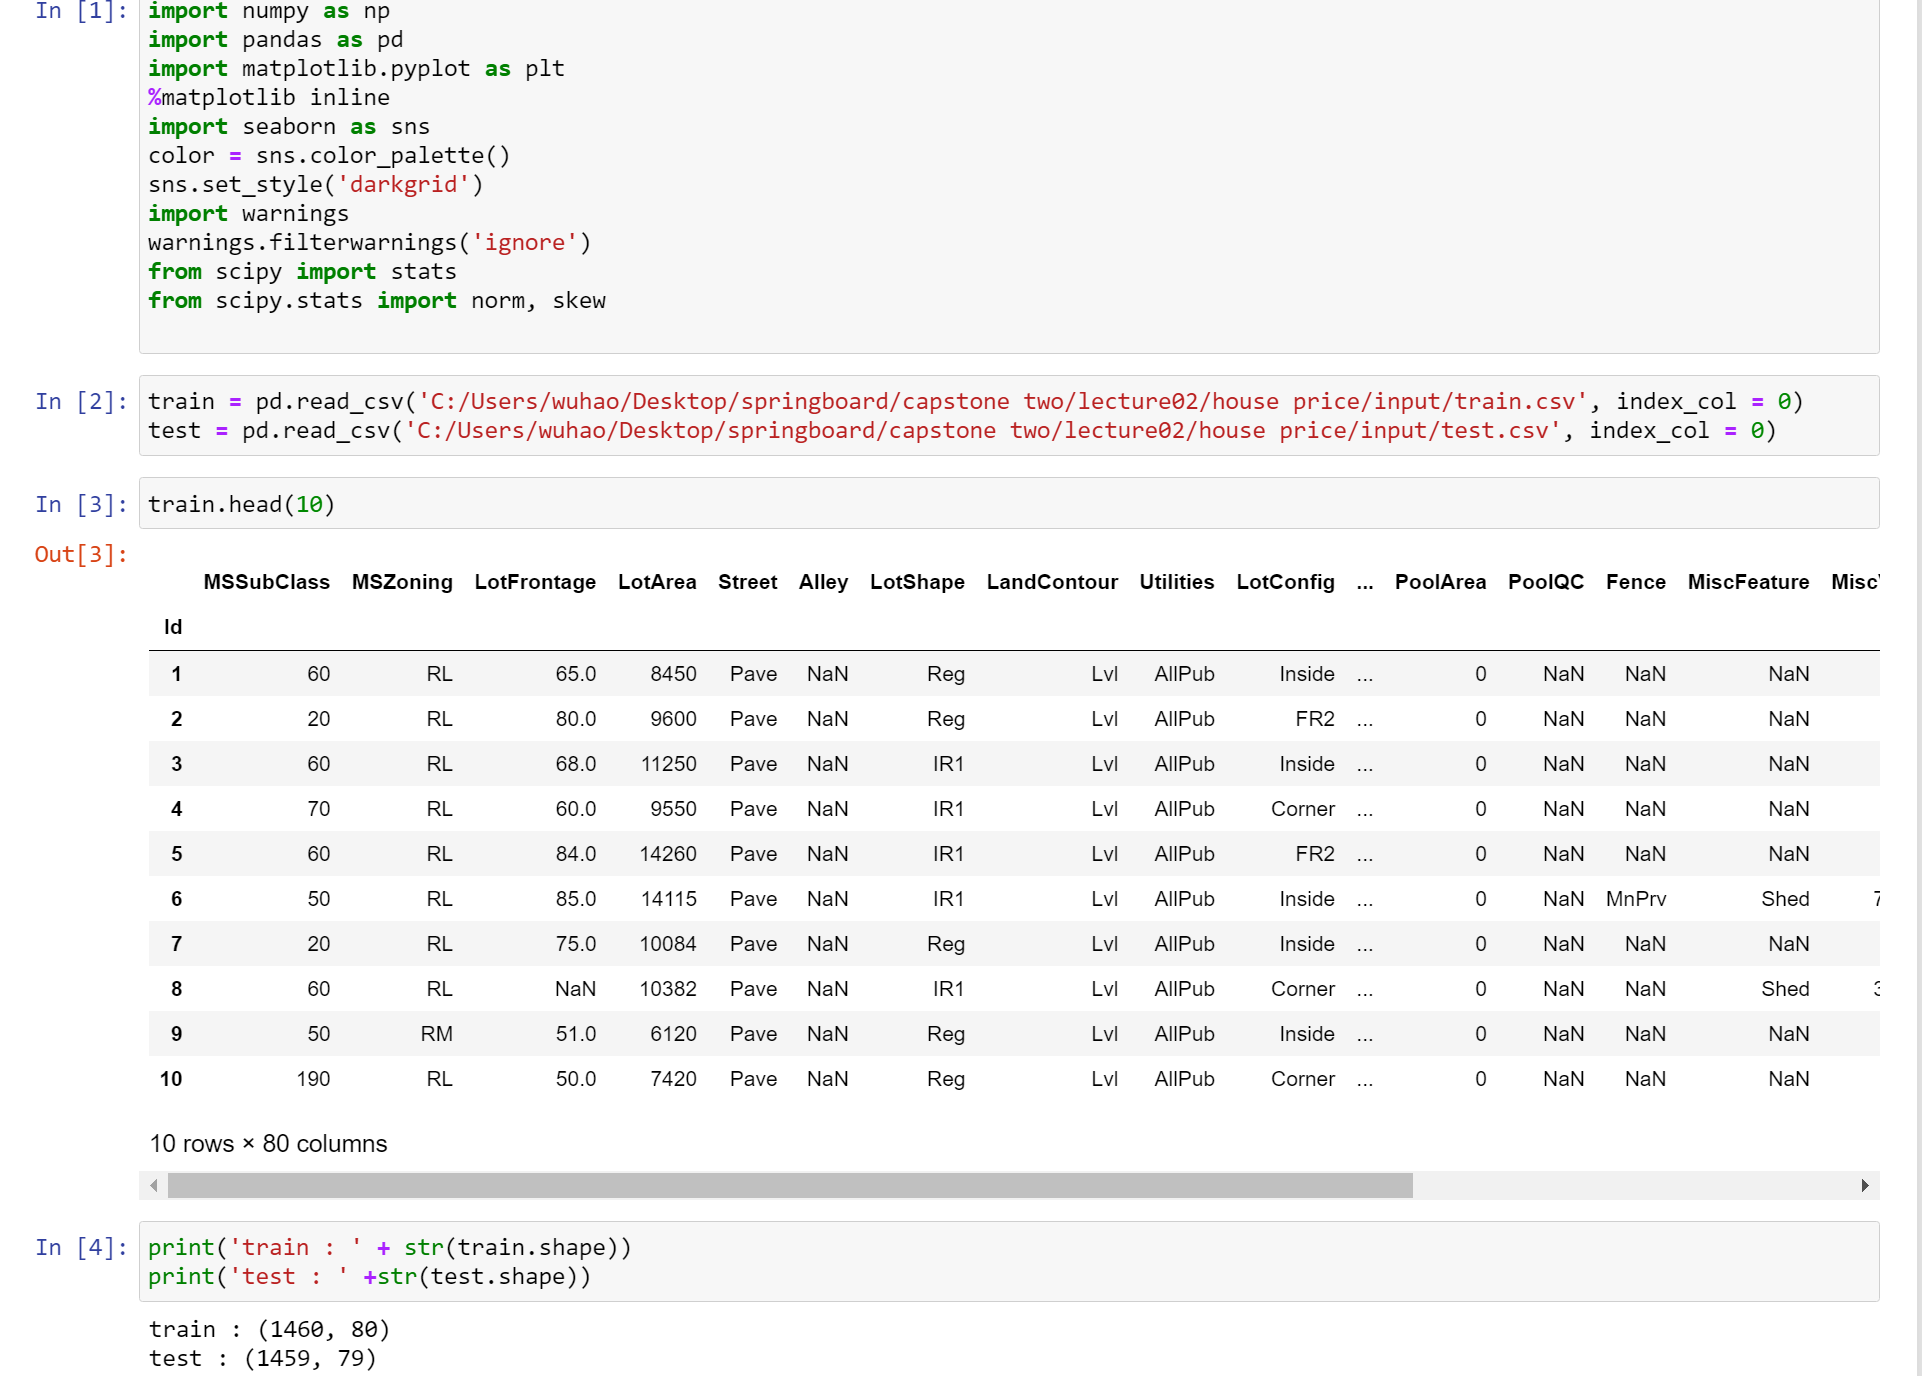 In [1]: import numpy as np
import pandas as pd
import matplotlib.pyplot as plt
%matplotlib inline
import seaborn as sns
color = sns.color_palette()
sns.set_style('darkgrid')
import warnings
warnings.filterwarnings('ignore')
from scipy import stats
from scipy.stats import norm, skew
In [2]: train = pd.read_csv('C:/Users/wuhao/Desktop/springboard/capstone two/lecture02/house price/input/train.csv', index_col = 0)
test = pd.read_csv('C:/Users/wuhao/Desktop/springboard/capstone two/lecture02/house price/input/test.csv', index_col = 0)
In [3]: train.head(10)
Out[3]:
MSSubClass MSZoning LotFrontage LotArea Street Alley LotShape LandContour Utilities LotConfig ... PoolArea PoolQC Fence MiscFeature Misc
Id
1 60 RL 65.0 8450 Pave NaN Reg Lvl AllPub Inside ... 0 NaN NaN NaN
2 20 RL 80.0 9600 Pave NaN Reg Lvl AllPub FR2 ... 0 NaN NaN NaN
3 60 RL 68.0 11250 Pave NaN IR1 Lvl AllPub Inside ... 0 NaN NaN NaN
4 70 RL 60.0 9550 Pave NaN IR1 Lvl AllPub Corner ... 0 NaN NaN NaN
5 60 RL 84.0 14260 Pave NaN IR1 Lvl AllPub FR2 ... 0 NaN NaN NaN
6 50 RL 85.0 14115 Pave NaN IR1 Lvl AllPub Inside ... 0 NaN MnPrv Shed 7
7 20 RL 75.0 10084 Pave NaN Reg Lvl AllPub Inside ... 0 NaN NaN NaN
8 60 RL NaN 10382 Pave NaN IR1 Lvl AllPub Corner ... 0 NaN NaN Shed 3
9 50 RM 51.0 6120 Pave NaN Reg Lvl AllPub Inside ... 0 NaN NaN NaN
10 190 RL 50.0 7420 Pave NaN Reg Lvl AllPub Corner ... 0 NaN NaN NaN
10 rows × 80 columns
In [4]: print('train : ' + str(train.shape))
print('test : ' +str(test.shape))
train : (1460, 80)
test : (1459, 79)